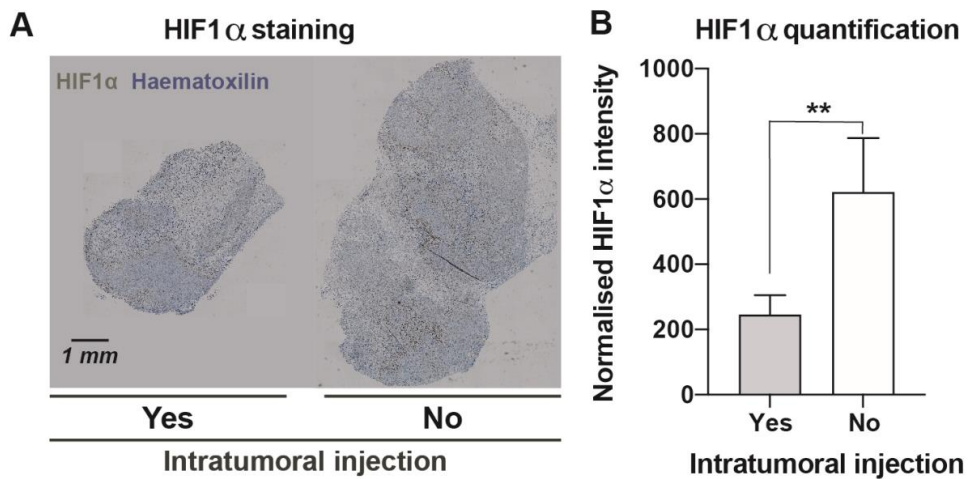 A
HIF1α staining
HIF1α Haematoxilin
1 mm
Yes No
Intratumoral injection
B
HIF1α quantification
Normalised HIF1α intensity
1000
800
600
400
200
0
**
Yes No
Intratumoral injection